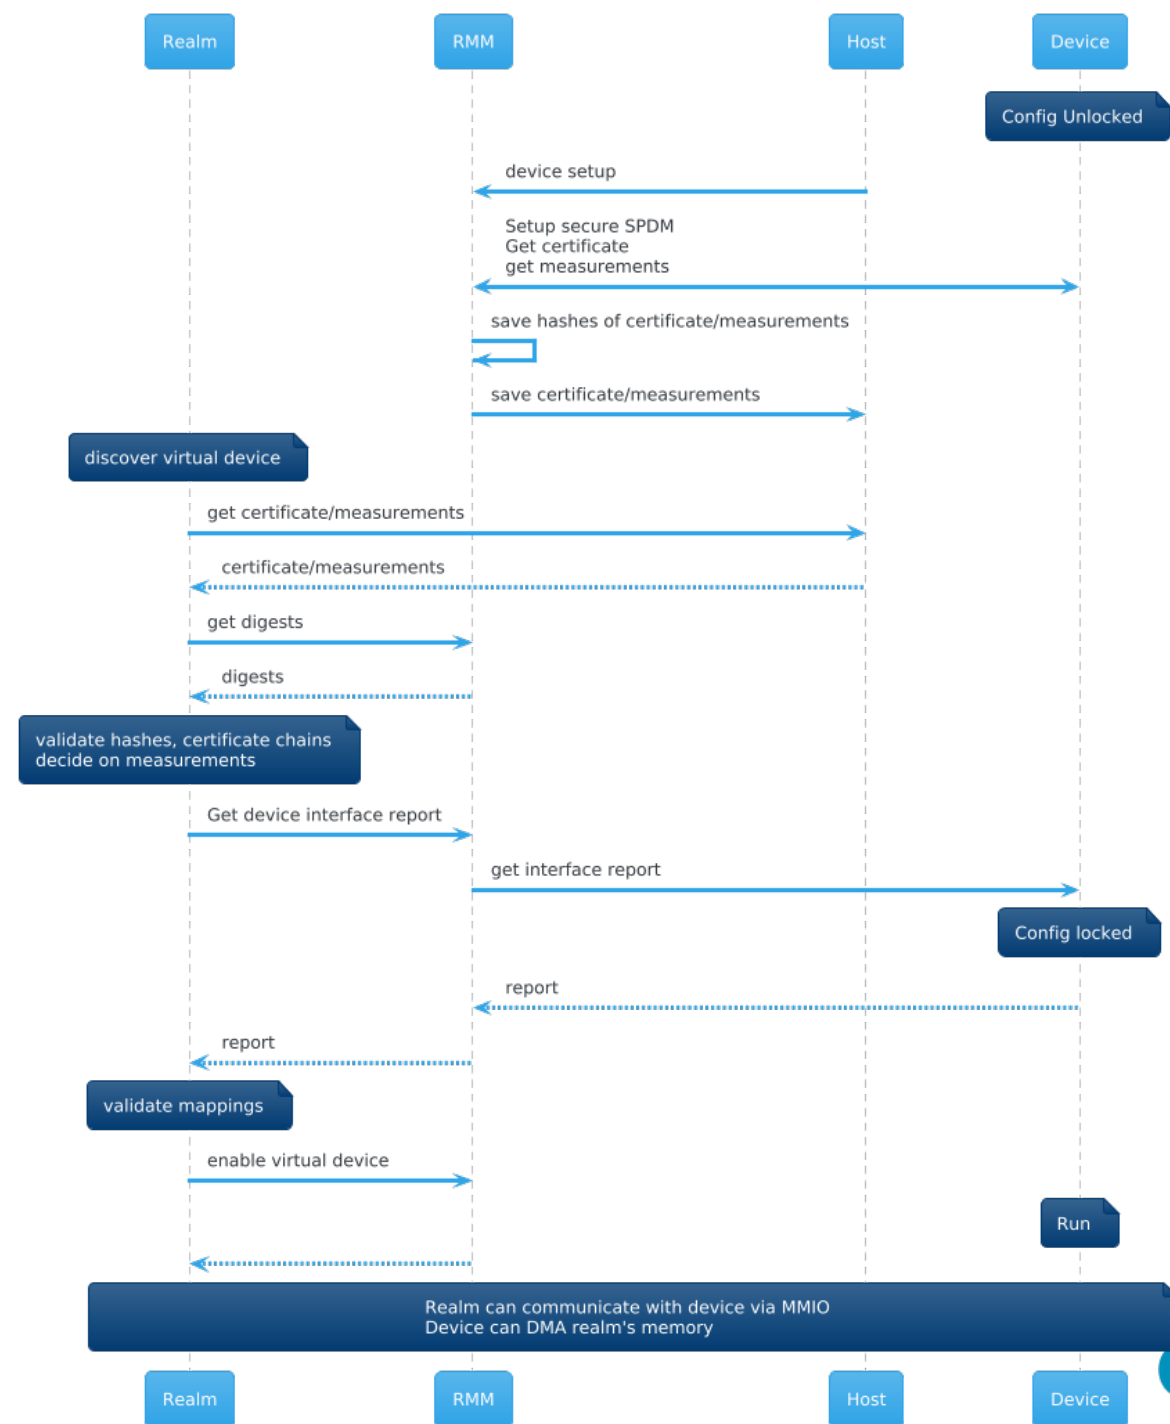 Realm
RMM
Host
Device
Config Unlocked
device setup
Setup secure SPDM
Get certificate
get measurements
save hashes of certificate/measurements
save certificate/measurements
discover virtual device
get certificate/measurements
certificate/measurements
get digests
digests
validate hashes, certificate chains
decide on measurements
Get device interface report
get interface report
Config locked
report
report
validate mappings
enable virtual device
Run
Realm can communicate with device via MMIO
Device can DMA realm's memory
Realm
RMM
Host
Device